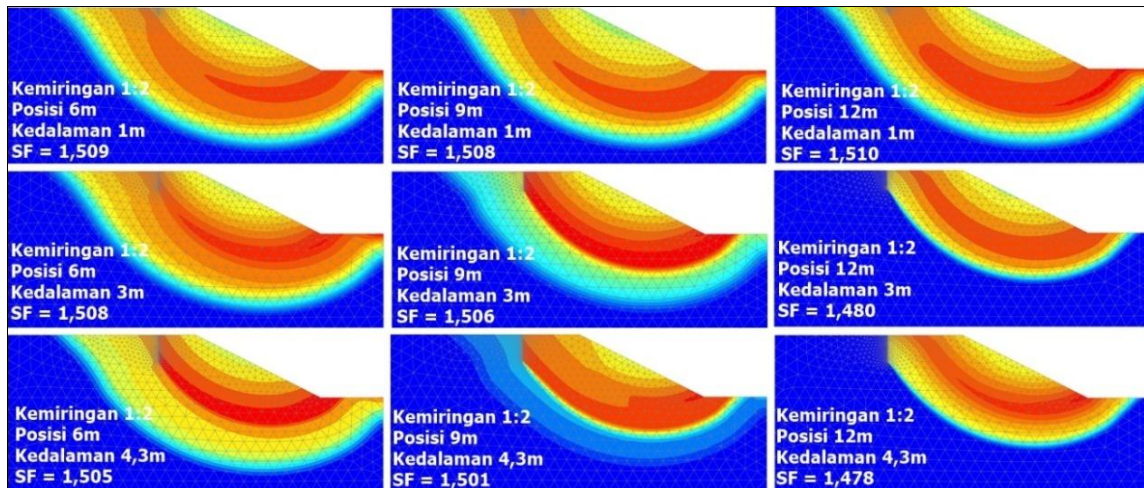 Kemiringan 1:2
Posisi 6m
Kedalaman 1m
SF = 1,509
Kemiringan 1:2
Posisi 9m
Kedalaman 1m
SF = 1,508
Kemiringan 1:2
Posisi 12m
Kedalaman 1m
SF = 1,510
Kemiringan 1:2
Posisi 6m
Kedalaman 3m
SF = 1,508
Kemiringan 1:2
Posisi 9m
Kedalaman 3m
SF = 1,506
Kemiringan 1:2
Posisi 12m
Kedalaman 3m
SF = 1,480
Kemiringan 1:2
Posisi 6m
Kedalaman 4,3m
SF = 1,505
Kemiringan 1:2
Posisi 9m
Kedalaman 4,3m
SF = 1,501
Kemiringan 1:2
Posisi 12m
Kedalaman 4,3m
SF = 1,478